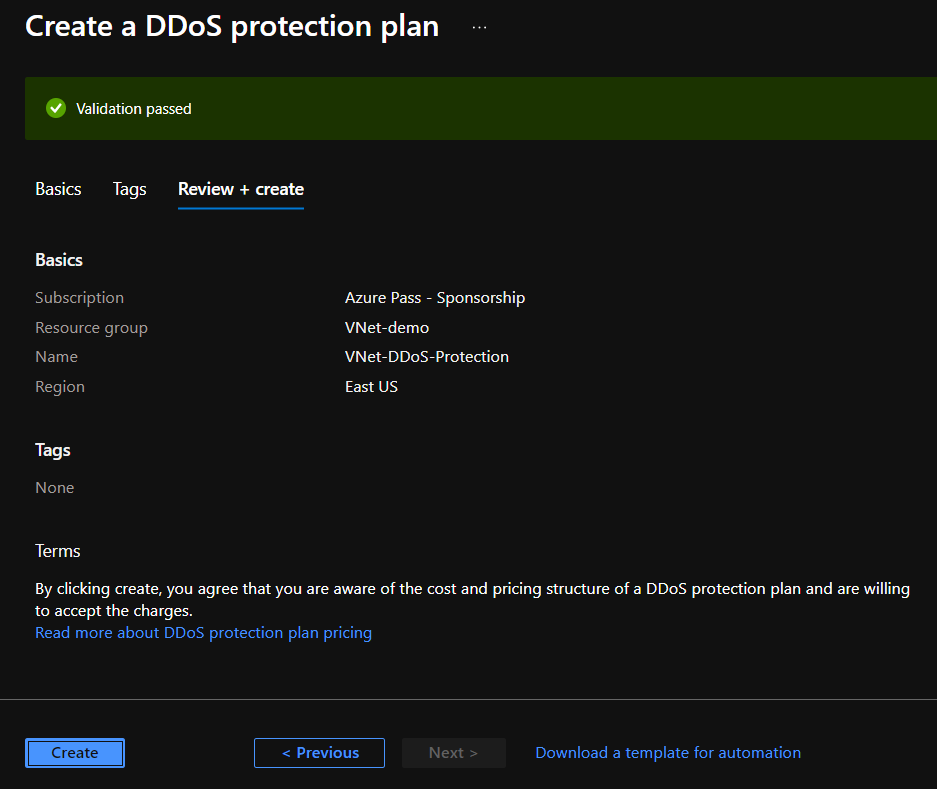 Create a DDoS protection plan ...
Validation passed
Basics Tags Review + create
Basics
Subscription Azure Pass - Sponsorship
Resource group VNet-demo
Name VNet-DDoS-Protection
Region East US
Tags
None
Terms
By clicking create, you agree that you are aware of the cost and pricing structure of a DDoS protection plan and are willing
to accept the charges.
Read more about DDoS protection plan pricing
Create < Previous Next > Download a template for automation